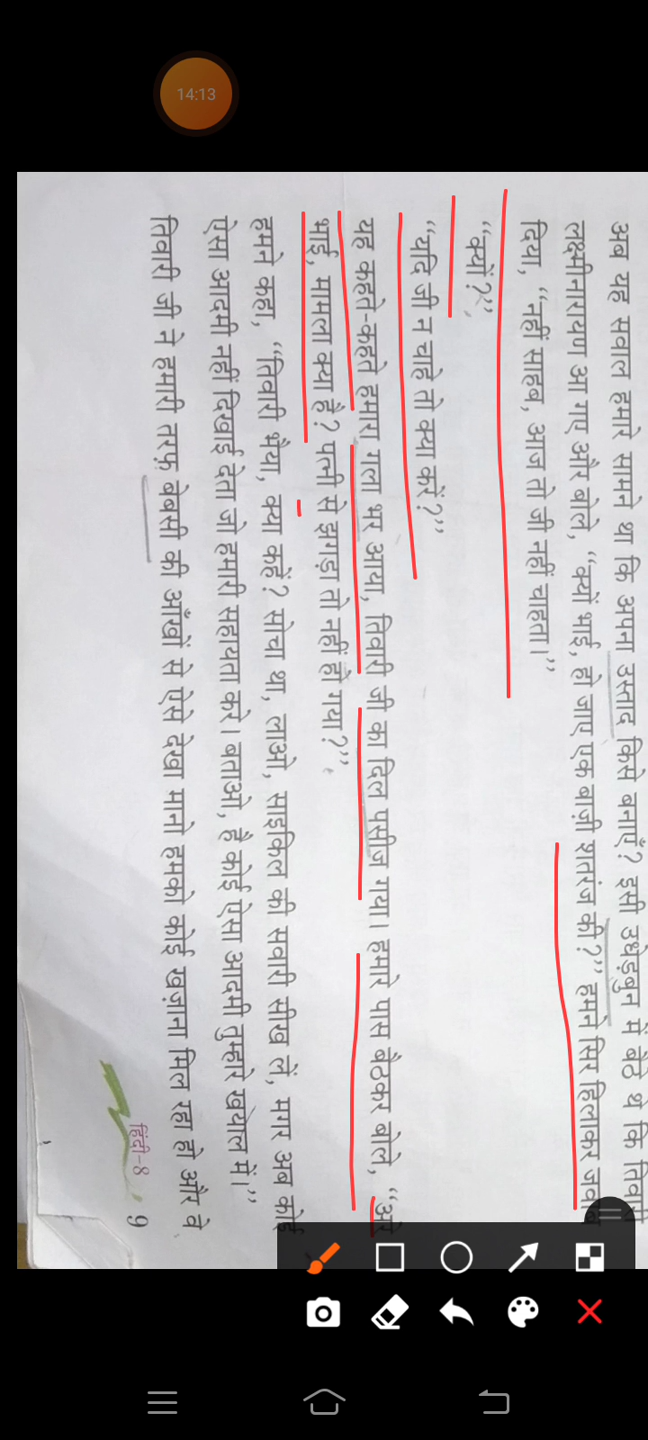 14:13
अब यह सवाल हमारे सामने था कि अपना उस्ताद किसे बनाएँ? इसी उधेड़बुन में बैठे थे कि तिवारी
लक्ष्मीनारायण आ गए और बोले, “क्यों भाई, हो जाए एक बाज़ी शतरंज की?” हमने सिर हिलाकर जवाब
दिया, “नहीं साहब, आज तो जी नहीं चाहता।”
“क्यों?”
“यदि जी न चाहे तो क्या करें?”
यह कहते-कहते हमारा गला भर आया, तिवारी जी का दिल पसीज गया। हमारे पास बैठकर बोले, “अरे
भाई, मामला क्या है? पत्नी से झगड़ा तो नहीं हो गया?”
हमने कहा, “तिवारी भैया, क्या कहें? सोचा था, लाओ, साइकिल की सवारी सीख लें, मगर अब कोई
ऐसा आदमी नहीं दिखाई देता जो हमारी सहायता करे। बताओ, है कोई ऐसा आदमी तुम्हारे खयाल में।”
तिवारी जी ने हमारी तरफ़ बेबसी की आँखों से ऐसे देखा मानो हमको कोई खज़ाना मिल रहा हो और वे
हिंदी-8
9